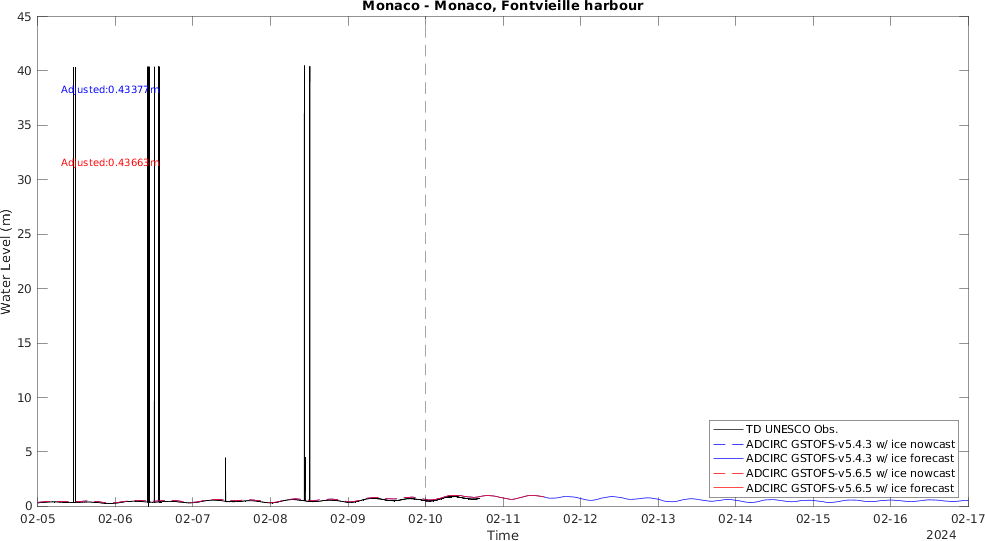 Monaco - Monaco, Fontvieille harbour
45
40
35
30
25
20
15
10
5
0
Water Level (m)
Adjusted:0.43377m
Adjusted:0.43663m
TD UNESCO Obs.
ADCIRC GSTOFS-v5.4.3 w/ ice nowcast
ADCIRC GSTOFS-v5.4.3 w/ ice forecast
ADCIRC GSTOFS-v5.6.5 w/ ice nowcast
ADCIRC GSTOFS-v5.6.5 w/ ice forecast
02-05 02-06 02-07 02-08 02-09 02-10 02-11 02-12 02-13 02-14 02-15 02-16 02-17
Time
2024